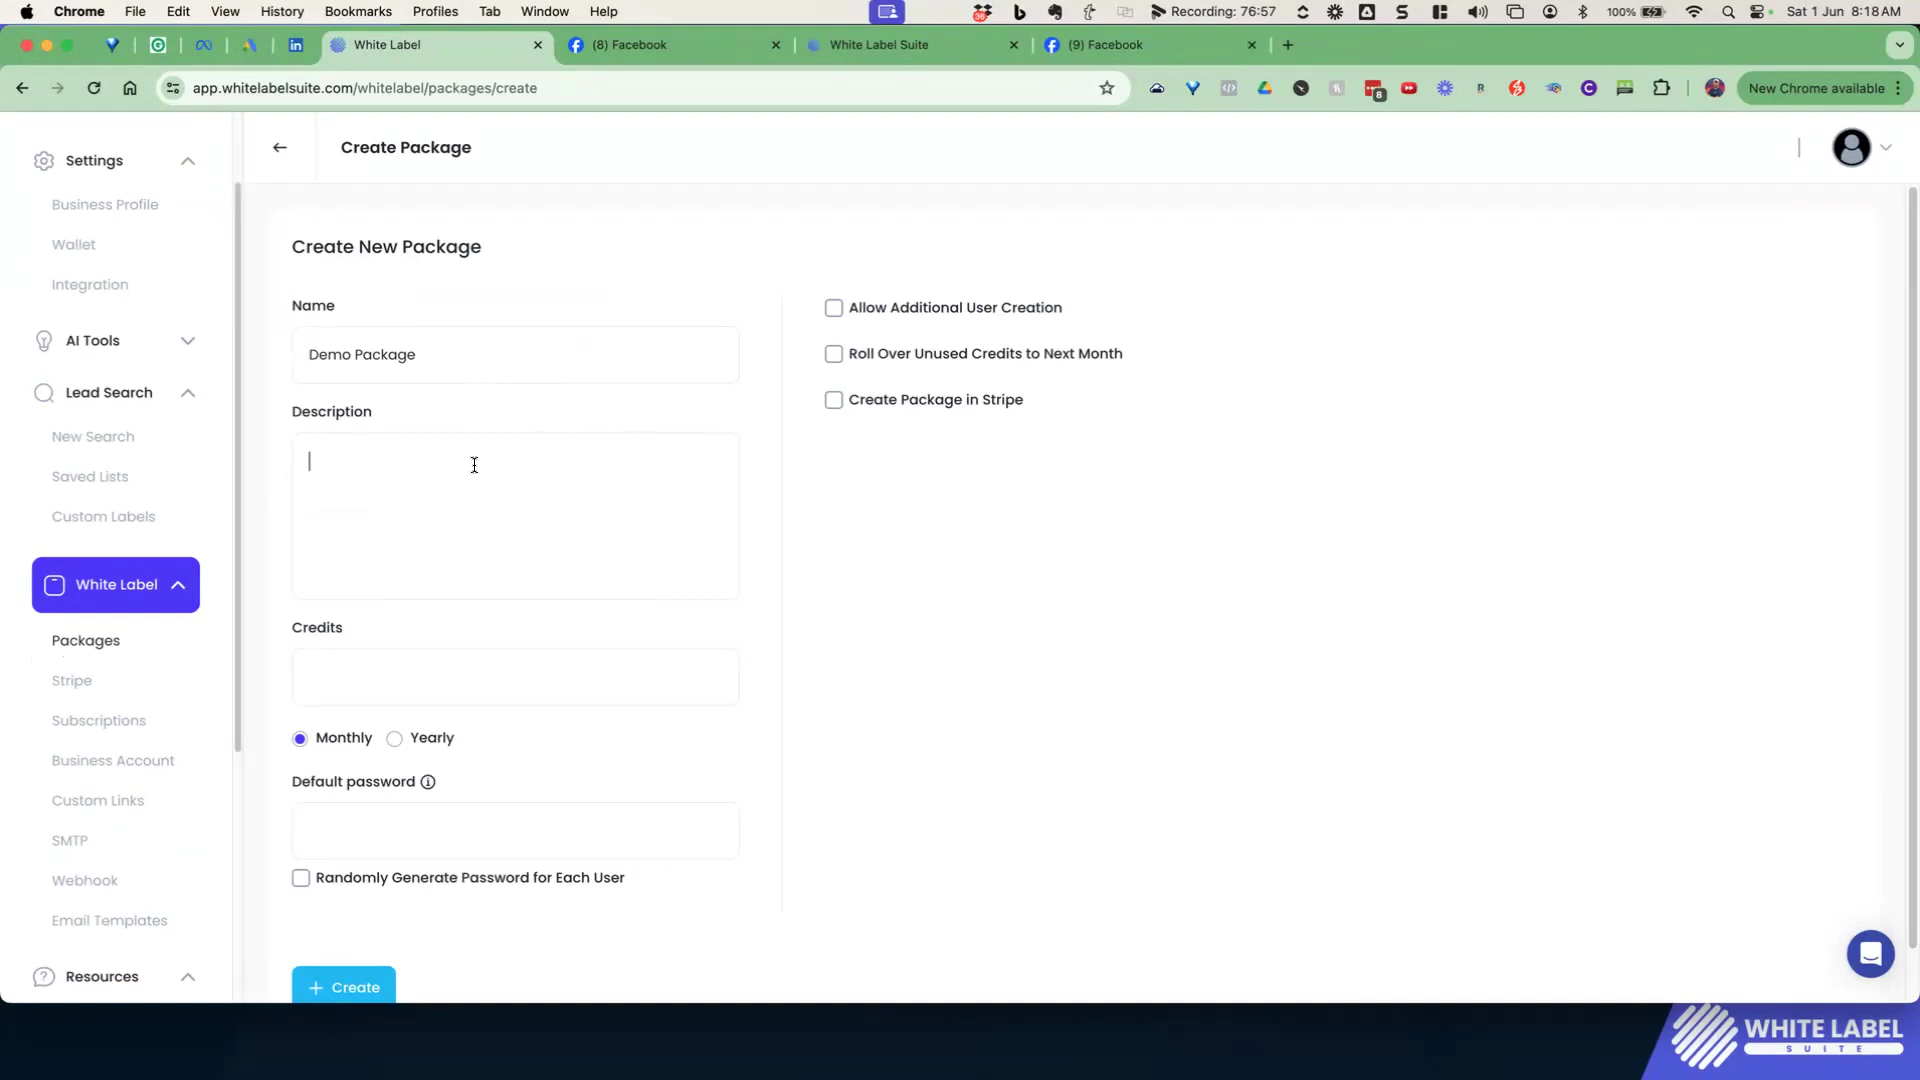 Chrome File Edit View History Bookmarks Profiles Tab Window Help
36
Recording: 76:57
100%
Sat 1 Jun 8:18 AM
White Label
(8) Facebook
White Label Suite
(9) Facebook
app.whitelabelsuite.com/whitelabel/packages/create
8
New Chrome available
Settings
Business Profile
Wallet
Integration
AI Tools
Lead Search
New Search
Saved Lists
Custom Labels
White Label
Packages
Stripe
Subscriptions
Business Account
Custom Links
SMTP
Webhook
Email Templates
Resources
Create Package
Create New Package
Name
Demo Package
Description
Credits
Monthly Yearly
Default password
Randomly Generate Password for Each User
+ Create
Allow Additional User Creation
Roll Over Unused Credits to Next Month
Create Package in Stripe
WHITE LABEL
SUITE